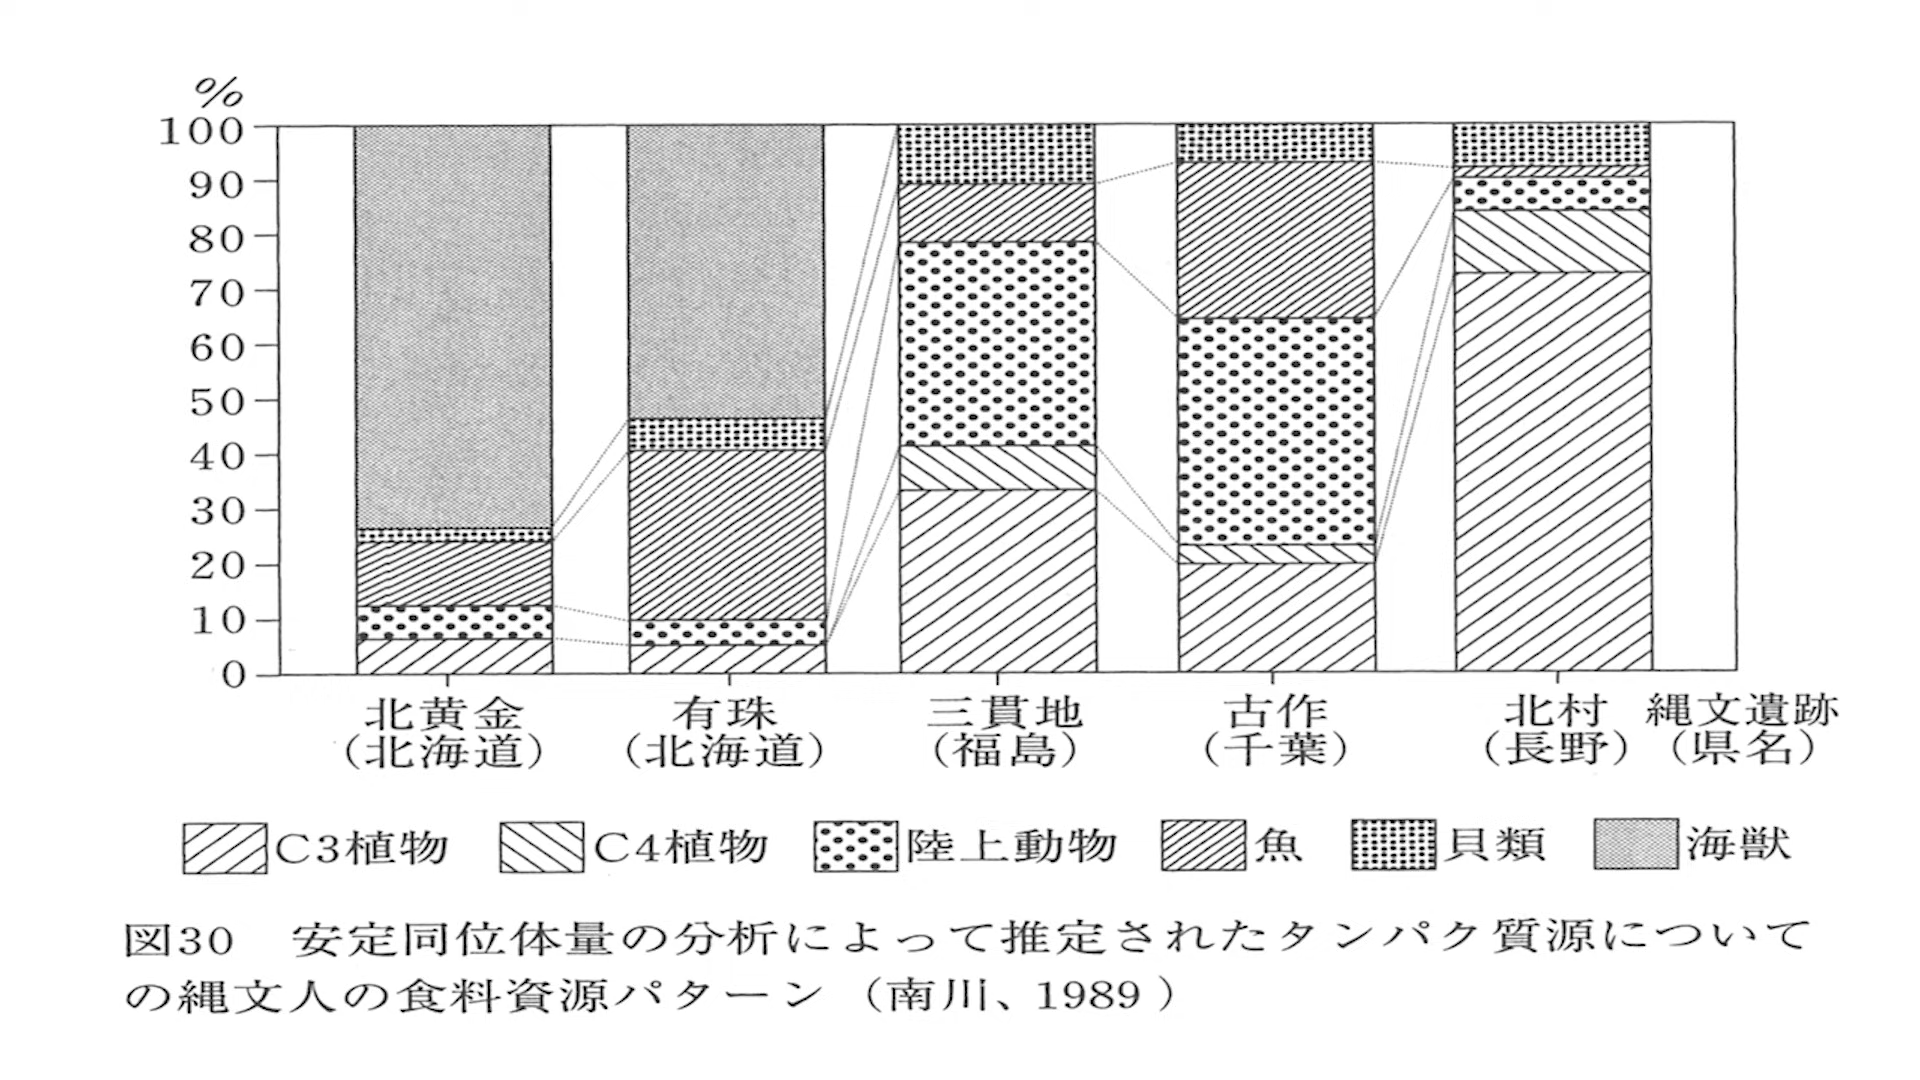 %
100
90
80
70
60
50
40
30
20
10
0
北黄金 有珠 三貫地 古作 北村 縄文遺跡
(北海道) (北海道) (福島) (千葉) (長野) (県名)
C3植物 C4植物 陸上動物 魚 貝類 海獣
図30 安定同位体量の分析によって推定されたタンパク質源について
の縄文人の食料資源パターン（南川、1989）